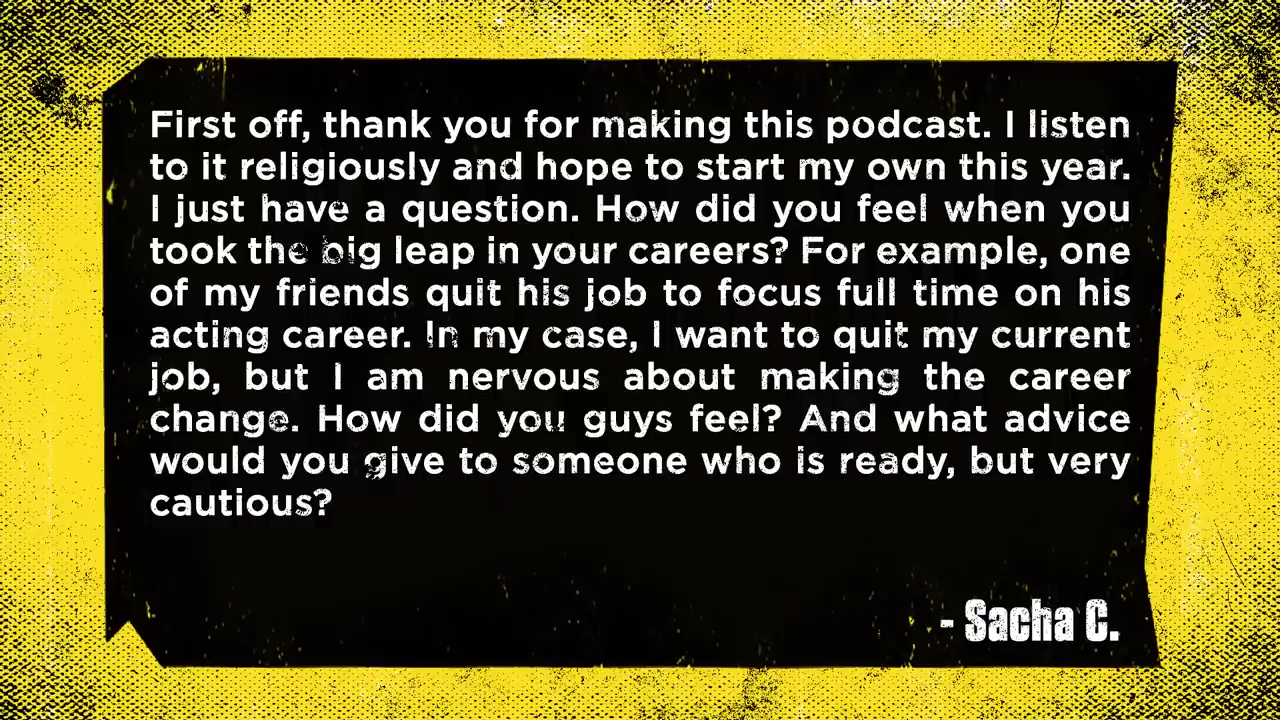 First off, thank you for making this podcast. I listen
to it religiously and hope to start my own this year.
I just have a question. How did you feel when you
took the big leap in your careers? For example, one
of my friends quit his job to focus full time on his
acting career. In my case, I want to quit my current
job, but I am nervous about making the career
change. How did you guys feel? And what advice
would you give to someone who is ready, but very
cautious?
- Sacha C.